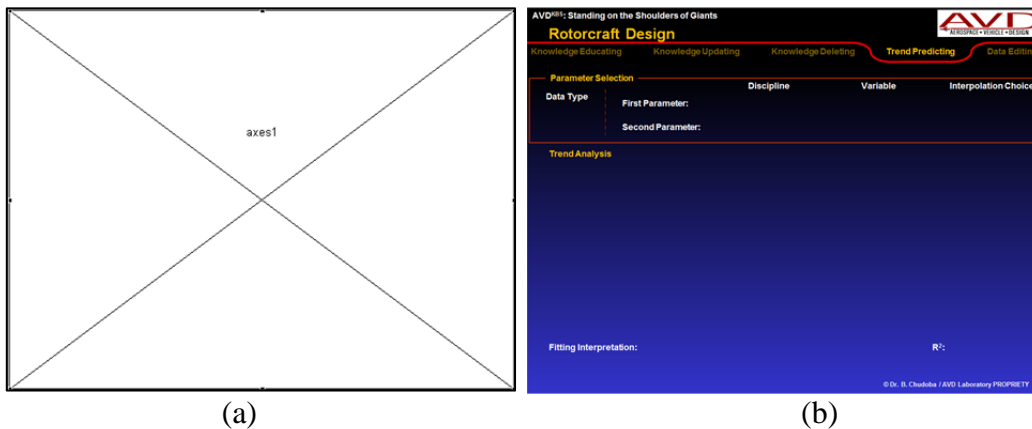 axes1
AVDKBS: Standing on the Shoulders of Giants
Rotorcraft Design
AVD
AEROSPACE • VEHICLE • DESIGN
Knowledge Educating Knowledge Updating Knowledge Deleting Trend Predicting Data Editin
Parameter Selection
Discipline Variable Interpolation Choice
Data Type
First Parameter:
Second Parameter:
Trend Analysis
Fitting Interpretation: R²:
© Dr. B. Chudoba / AVD Laboratory PROPRIETY
(a) (b)